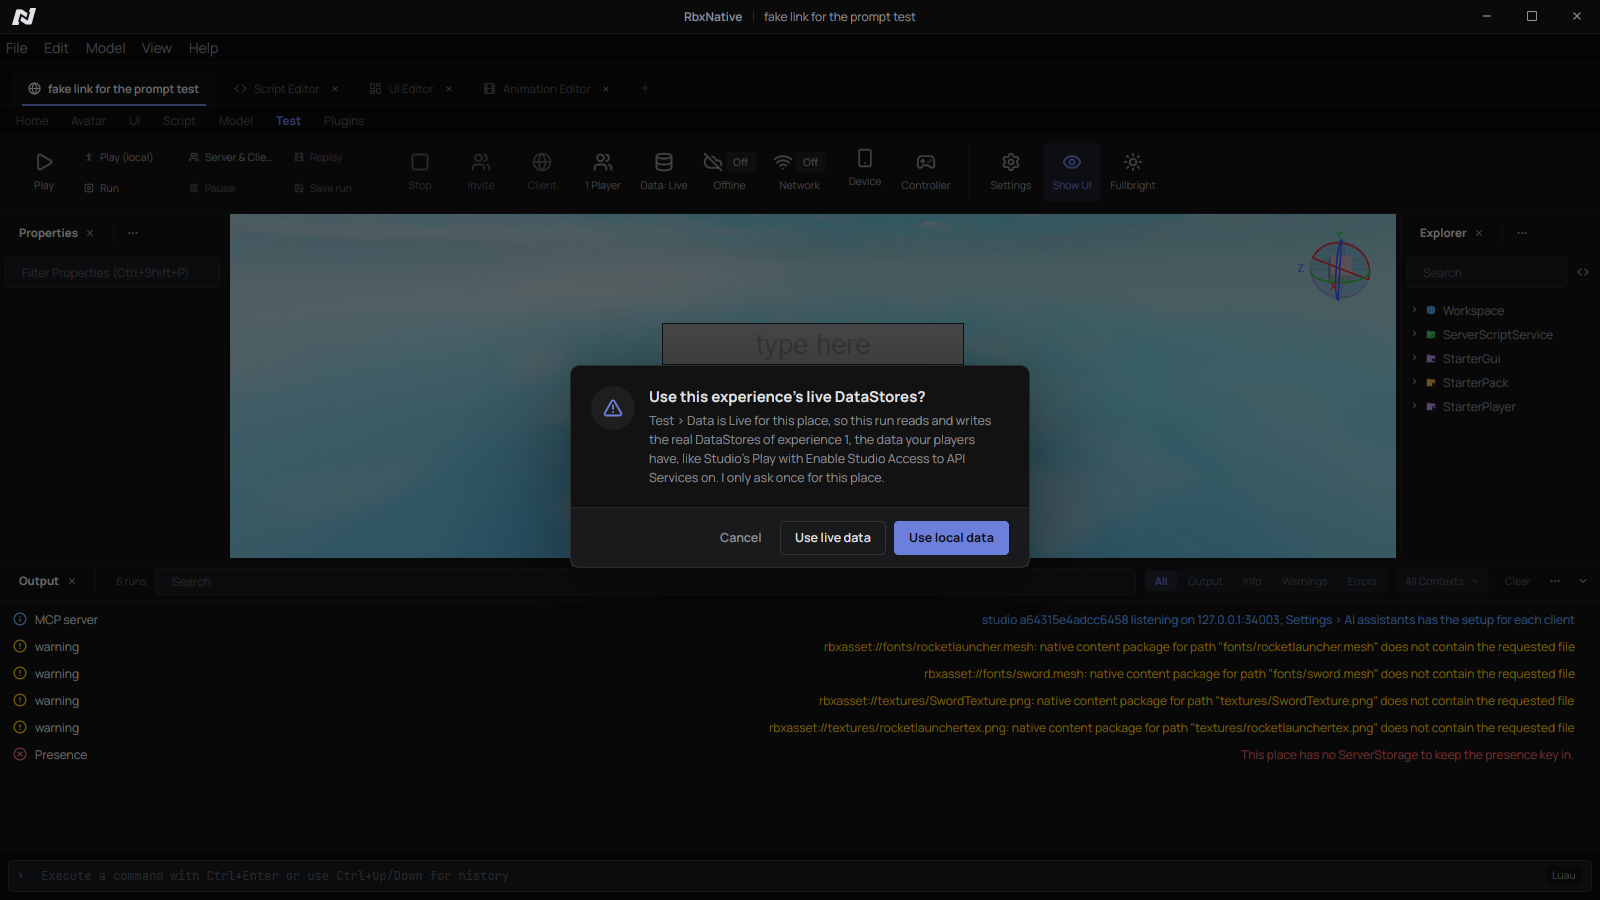 RbxNative
fake link for the prompt test
File
Edit
Model
View
Help
fake link for the prompt test
Script Editor
UI Editor
Animation Editor
Home
Avatar
UI
Script
Model
Test
Plugins
Play
Play (local)
Run
Server & Clie...
Pause
Replay
Save run
Stop
Invite
Client
1 Player
Data: Live
Off
Offline
Off
Network
Device
Controller
Settings
Show UI
Fullbright
Properties
Filter Properties (Ctrl+Shift+P)
Y
Z
X
type here
Explorer
Search
Workspace
ServerScriptService
StarterGui
StarterPack
StarterPlayer
Use this experience's live DataStores?
Test > Data is Live for this place, so this run reads and writes
the real DataStores of experience 1, the data your players
have, like Studio's Play with Enable Studio Access to API
Services on. I only ask once for this place.
Cancel
Use live data
Use local data
Output
6 runs
Search
All
Output
Info
Warnings
Errors
All Contexts
Clear
MCP server
studio a64315e4adcc6458 listening on 127.0.0.1:34003; Settings > AI assistants has the setup for each client
warning
rbxasset://fonts/rocketlauncher.mesh: native content package for path "fonts/rocketlauncher.mesh" does not contain the requested file
warning
rbxasset://fonts/sword.mesh: native content package for path "fonts/sword.mesh" does not contain the requested file
warning
rbxasset://textures/SwordTexture.png: native content package for path "textures/SwordTexture.png" does not contain the requested file
warning
rbxasset://textures/rocketlaunchertex.png: native content package for path "textures/rocketlaunchertex.png" does not contain the requested file
Presence
This place has no ServerStorage to keep the presence key in.
Execute a command with Ctrl+Enter or use Ctrl+Up/Down for history
Luau